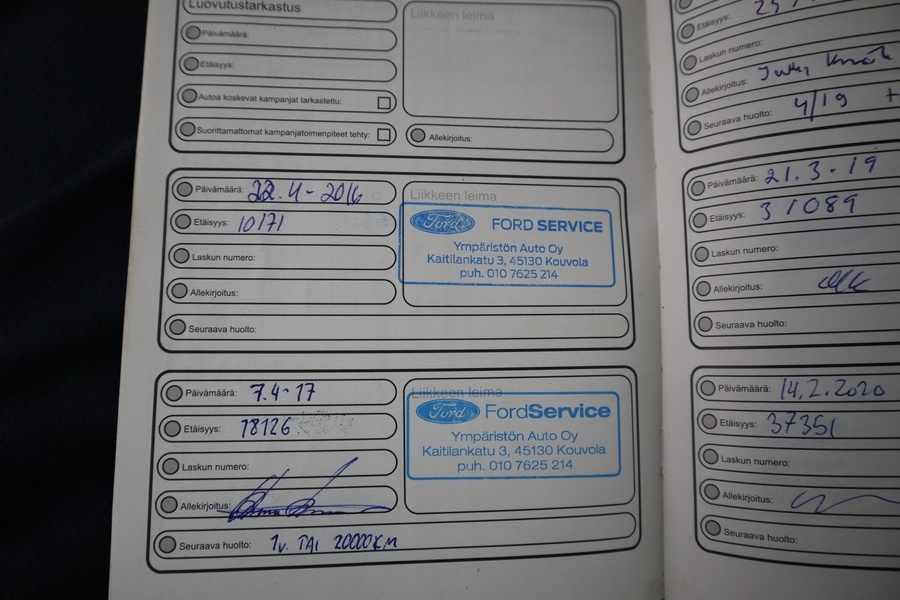 Luovutustarkastus
Päivämäärä:
Etäisyys:
Autoa koskevat kampanjat tarkastettu:
Suorittamattomat kampanjatoimenpiteet tehty:
Liikkeen leima
Allekirjoitus:
Päivämäärä: 22.4-2016
Etäisyys: 10171
Laskun numero:
Allekirjoitus:
Seuraava huolto:
Liikkeen leima
Ford FORD SERVICE
Ympäristön Auto Oy
Kaitilankatu 3, 45130 Kouvola
puh. 010 7625 214
Päivämäärä: 7.4-17
Etäisyys: 18126
Laskun numero:
Allekirjoitus:
Seuraava huolto: 1v. TAI 20000KM
Liikkeen leima
Ford FordService
Ympäristön Auto Oy
Kaitilankatu 3, 45130 Kouvola
puh. 010 7625 214
Etäisyys:
Laskun numero:
Allekirjoitus:
Seuraava huolto: 4/19 +
Päivämäärä: 21.3-19
Etäisyys: 31089
Laskun numero:
Allekirjoitus:
Seuraava huolto:
Päivämäärä: 14.2.2020
Etäisyys: 37351
Laskun numero:
Allekirjoitus:
Seuraava huolto: